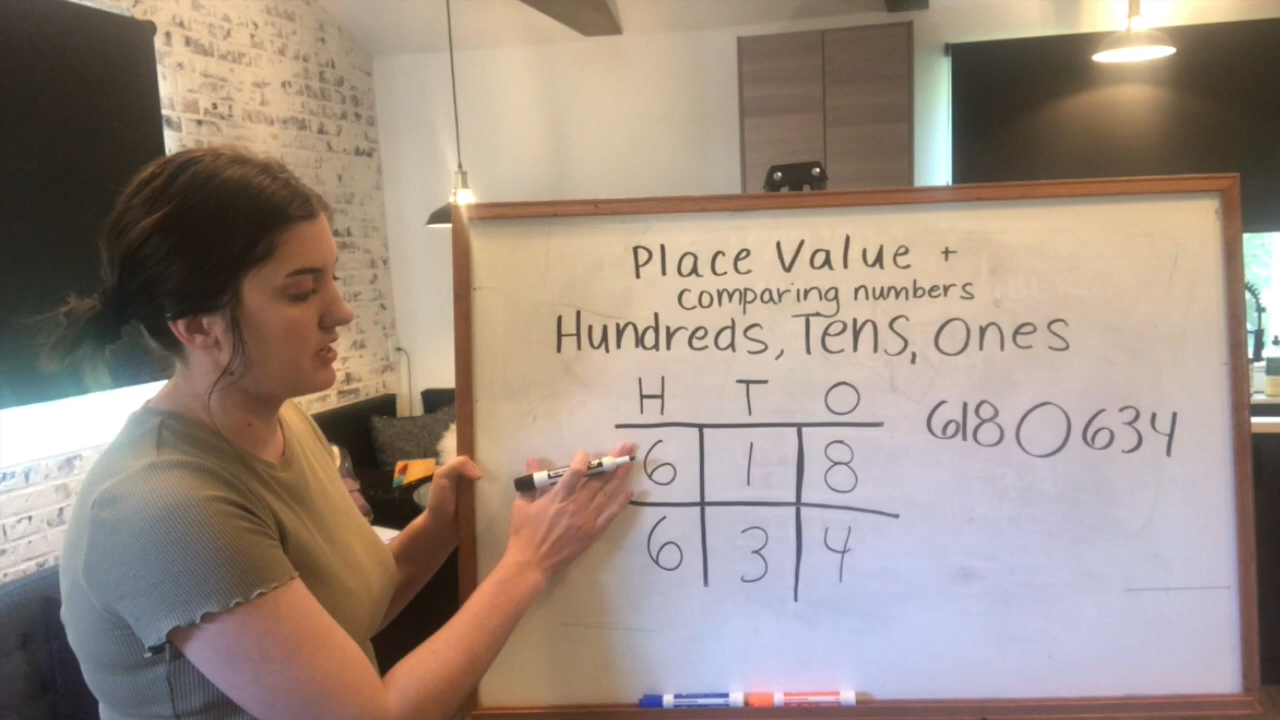 Place Value +
comparing numbers
Hundreds, Tens, Ones
H T O
6 1 8
6 3 4
618 O 634